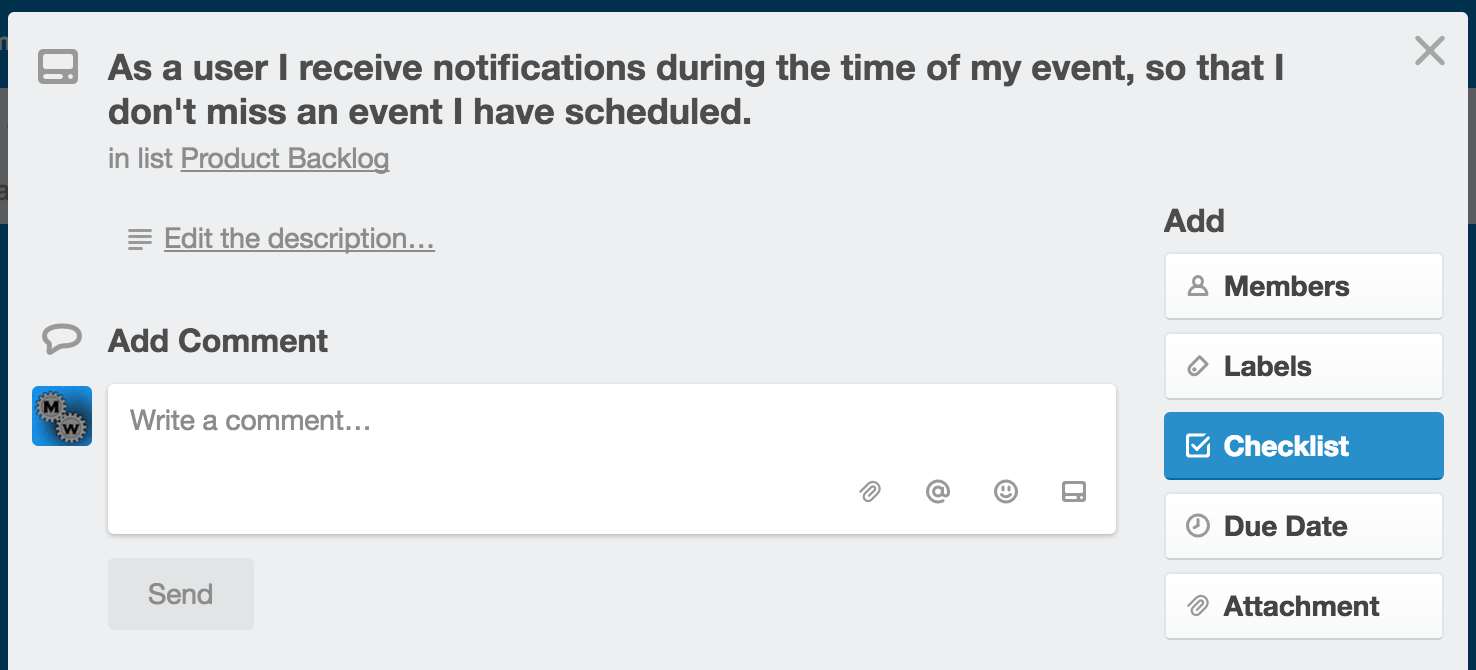 As a user I receive notifications during the time of my event, so that I
don't miss an event I have scheduled.
in list Product Backlog
Edit the description…
Add Comment
M
W
Write a comment…
@
Send
Add
Members
Labels
Checklist
Due Date
Attachment